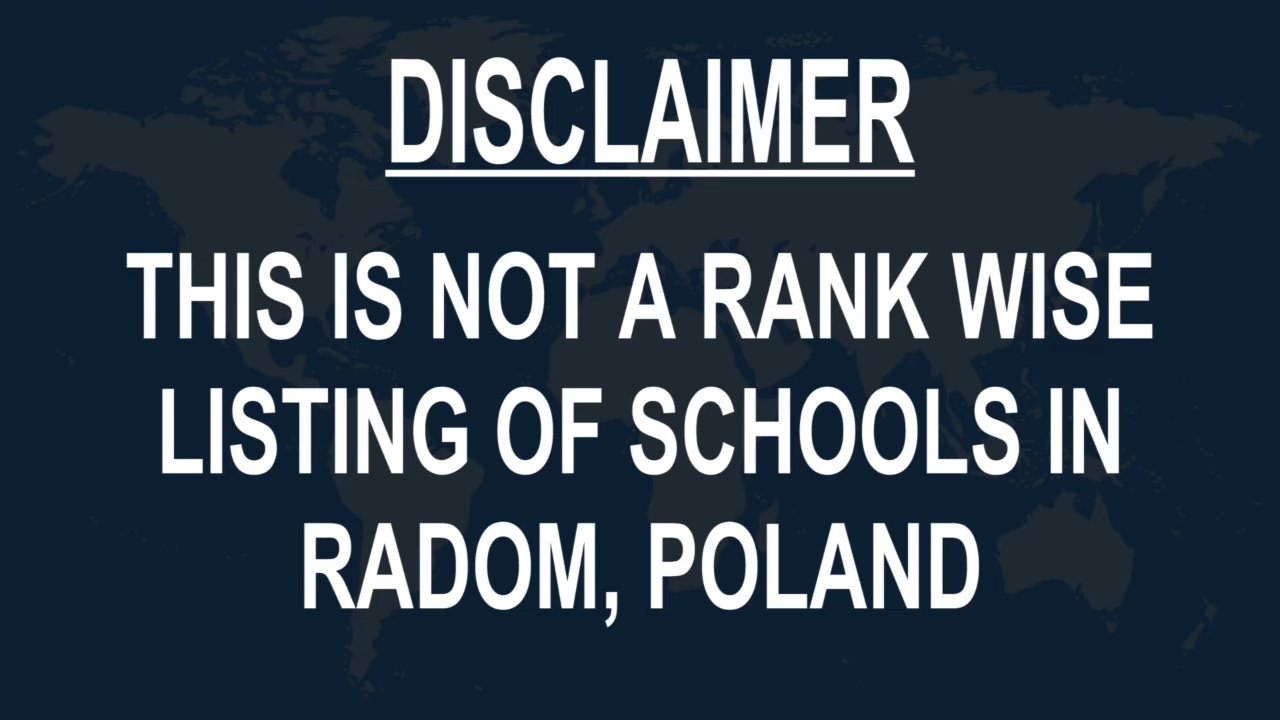 DISCLAIMER
THIS IS NOT A RANK WISE
LISTING OF SCHOOLS IN
RADOM, POLAND